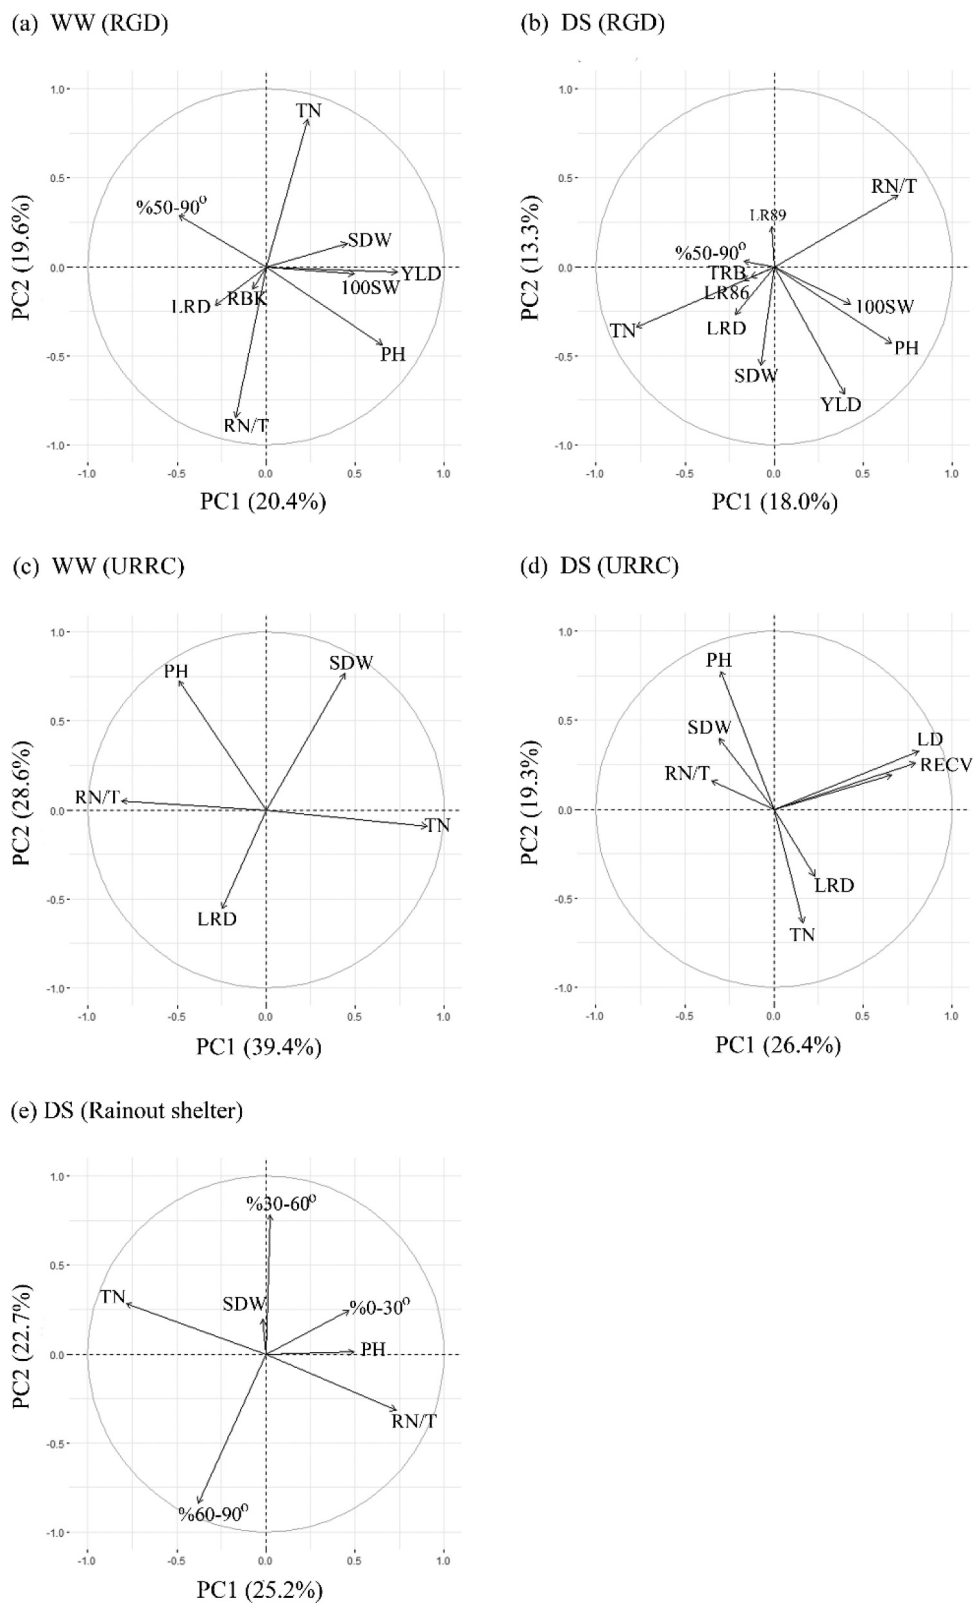 (a) WW (RGD)
1.0
0.5
0.0
-0.5
-1.0
PC2 (19.6%)
TN
%50-90°
SDW
YLD
100SW
RBK
LRD
PH
RN/T
-1.0 -0.5 0.0 0.5 1.0
PC1 (20.4%)
(b) DS (RGD)
1.0
0.5
0.0
-0.5
-1.0
PC2 (13.3%)
RN/T
LR89
%50-90°
TRB
LR86
100SW
LRD
TN
PH
SDW
YLD
-1.0 -0.5 0.0 0.5 1.0
PC1 (18.0%)
(c) WW (URRC)
1.0
0.5
0.0
-0.5
-1.0
PC2 (28.6%)
PH
SDW
RN/T
TN
LRD
-1.0 -0.5 0.0 0.5 1.0
PC1 (39.4%)
(d) DS (URRC)
1.0
0.5
0.0
-0.5
-1.0
PC2 (19.3%)
PH
SDW
LD
RECV
RN/T
LRD
TN
-1.0 -0.5 0.0 0.5 1.0
PC1 (26.4%)
(e) DS (Rainout shelter)
1.0
0.5
0.0
-0.5
-1.0
PC2 (22.7%)
%30-60°
TN
SDW
%0-30°
PH
RN/T
%60-90°
-1.0 -0.5 0.0 0.5 1.0
PC1 (25.2%)